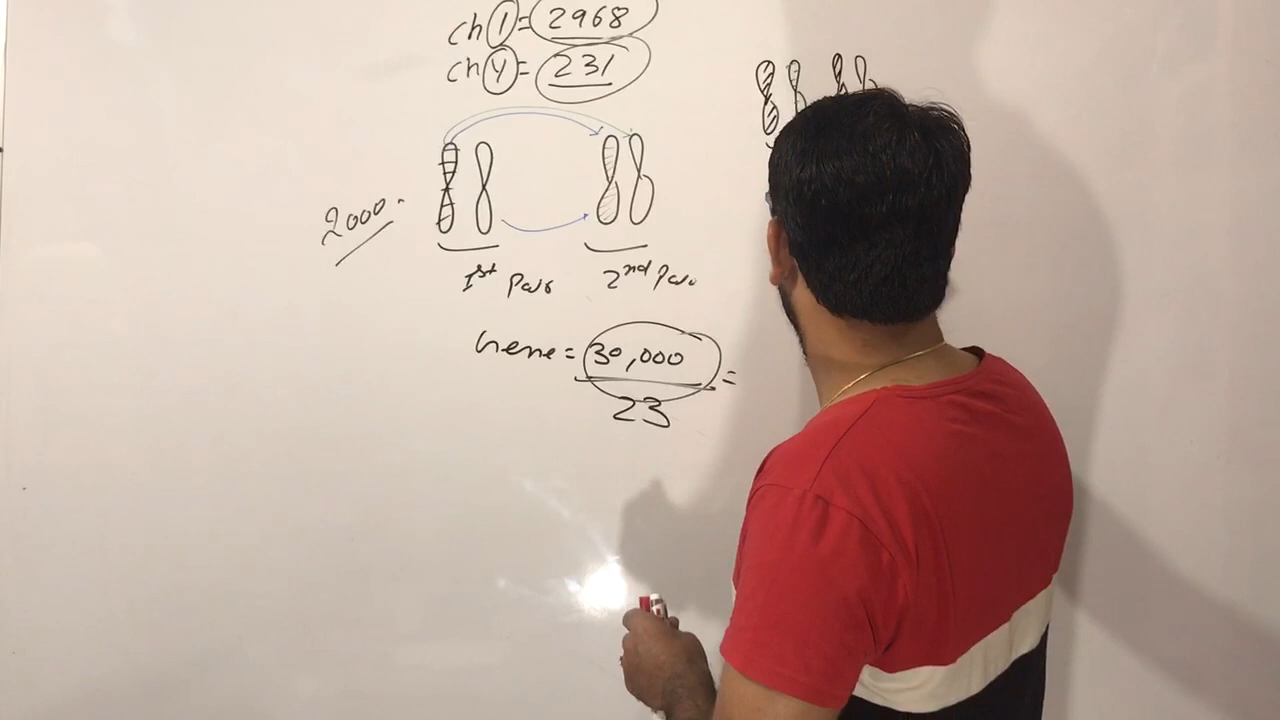 ch 1 = 2968
ch Y = 231
2000
1st Pair
2nd Pair
Gene = 30,000 =
23